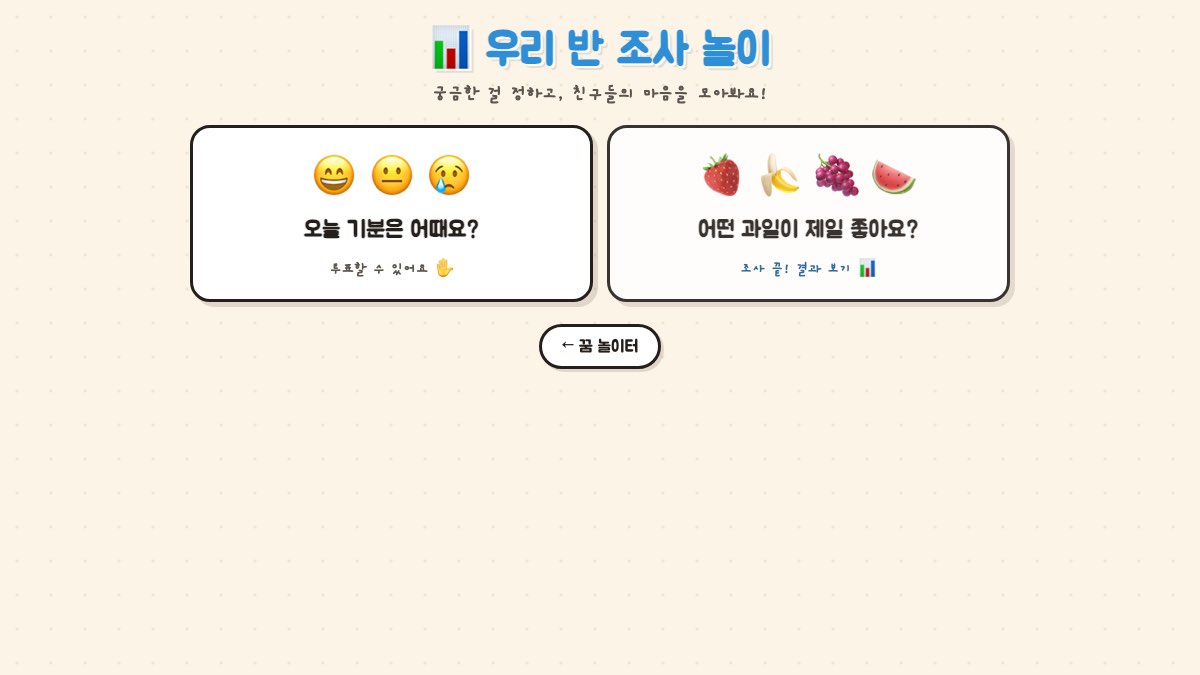 우리 반 조사 놀이
궁금한 걸 정하고, 친구들의 마음을 모아봐요!
오늘 기분은 어때요?
투표할 수 있어요
어떤 과일이 제일 좋아요?
조사 끝! 결과 보기
← 꿈 놀이터